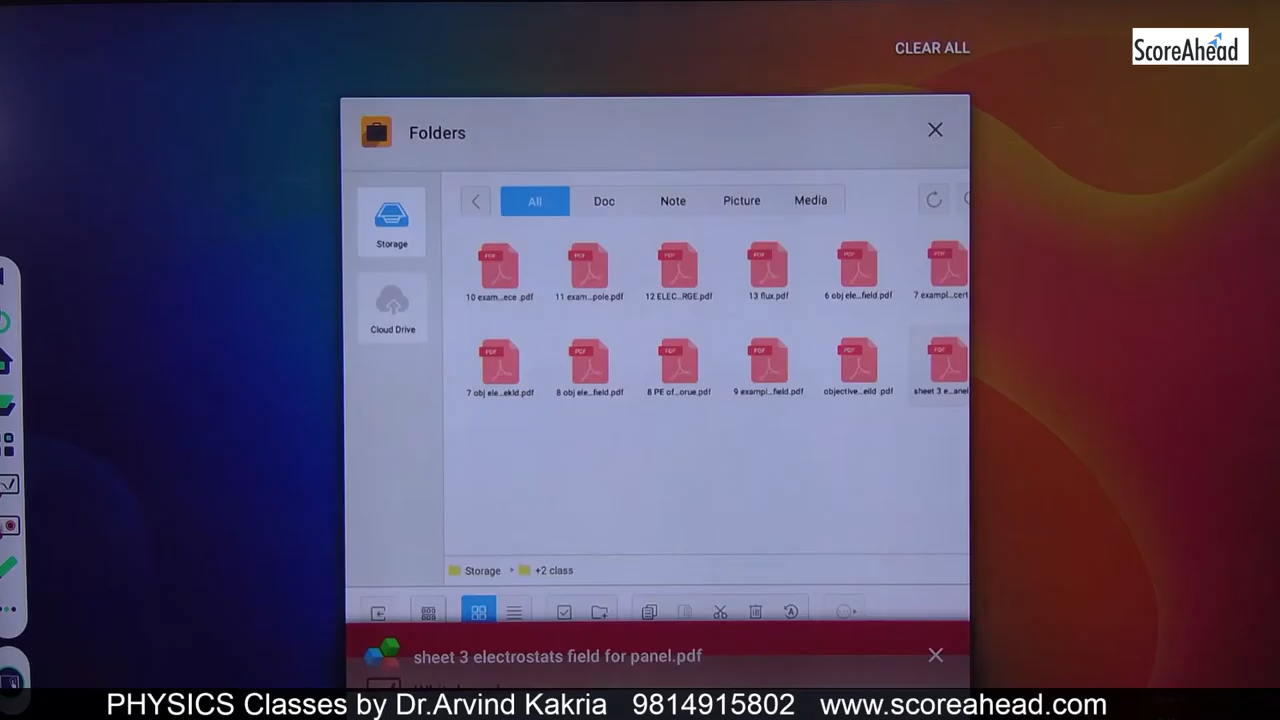 CLEAR ALL
ScoreAhead
Folders
All Doc Note Picture Media
Storage
Cloud Drive
10 exam...ece .pdf 11 exam...pole.pdf 12 ELEC...RGE.pdf 13 flux.pdf 6 obj ele...field.pdf 7 exampl...cert
7 obj ele...ekld.pdf 8 obj ele...field.pdf 8 PE of...orue.pdf 9 exampl...field.pdf objective...eild .pdf sheet 3 e...anel
Storage +2 class
sheet 3 electrostats field for panel.pdf
PHYSICS Classes by Dr.Arvind Kakria 9814915802 www.scoreahead.com